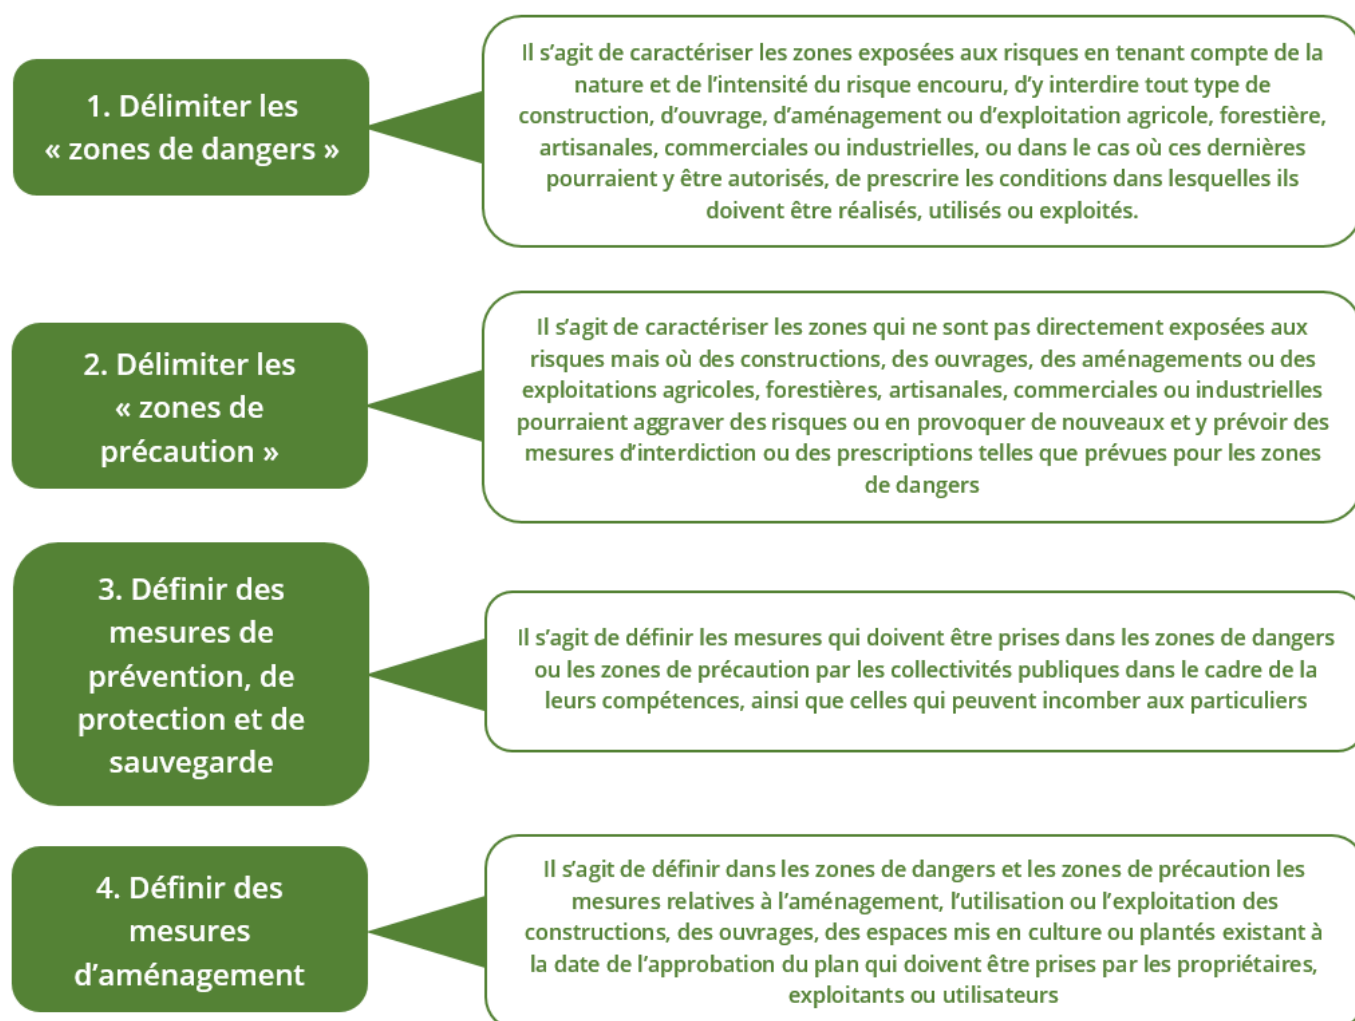 1. Délimiter les
« zones de dangers »
Il s’agit de caractériser les zones exposées aux risques en tenant compte de la
nature et de l’intensité du risque encouru, d’y interdire tout type de
construction, d’ouvrage, d’aménagement ou d’exploitation agricole, forestière,
artisanales, commerciales ou industrielles, ou dans le cas où ces dernières
pourraient y être autorisés, de prescrire les conditions dans lesquelles ils
doivent être réalisés, utilisés ou exploités.
2. Délimiter les
« zones de
précaution »
Il s’agit de caractériser les zones qui ne sont pas directement exposées aux
risques mais où des constructions, des ouvrages, des aménagements ou des
exploitations agricoles, forestières, artisanales, commerciales ou industrielles
pourraient aggraver des risques ou en provoquer de nouveaux et y prévoir des
mesures d’interdiction ou des prescriptions telles que prévues pour les zones
de dangers
3. Définir des
mesures de
prévention, de
protection et de
sauvegarde
Il s’agit de définir les mesures qui doivent être prises dans les zones de dangers
ou les zones de précaution par les collectivités publiques dans le cadre de la
leurs compétences, ainsi que celles qui peuvent incomber aux particuliers
4. Définir des
mesures
d’aménagement
Il s’agit de définir dans les zones de dangers et les zones de précaution les
mesures relatives à l’aménagement, l’utilisation ou l’exploitation des
constructions, des ouvrages, des espaces mis en culture ou plantés existant à
la date de l’approbation du plan qui doivent être prises par les propriétaires,
exploitants ou utilisateurs